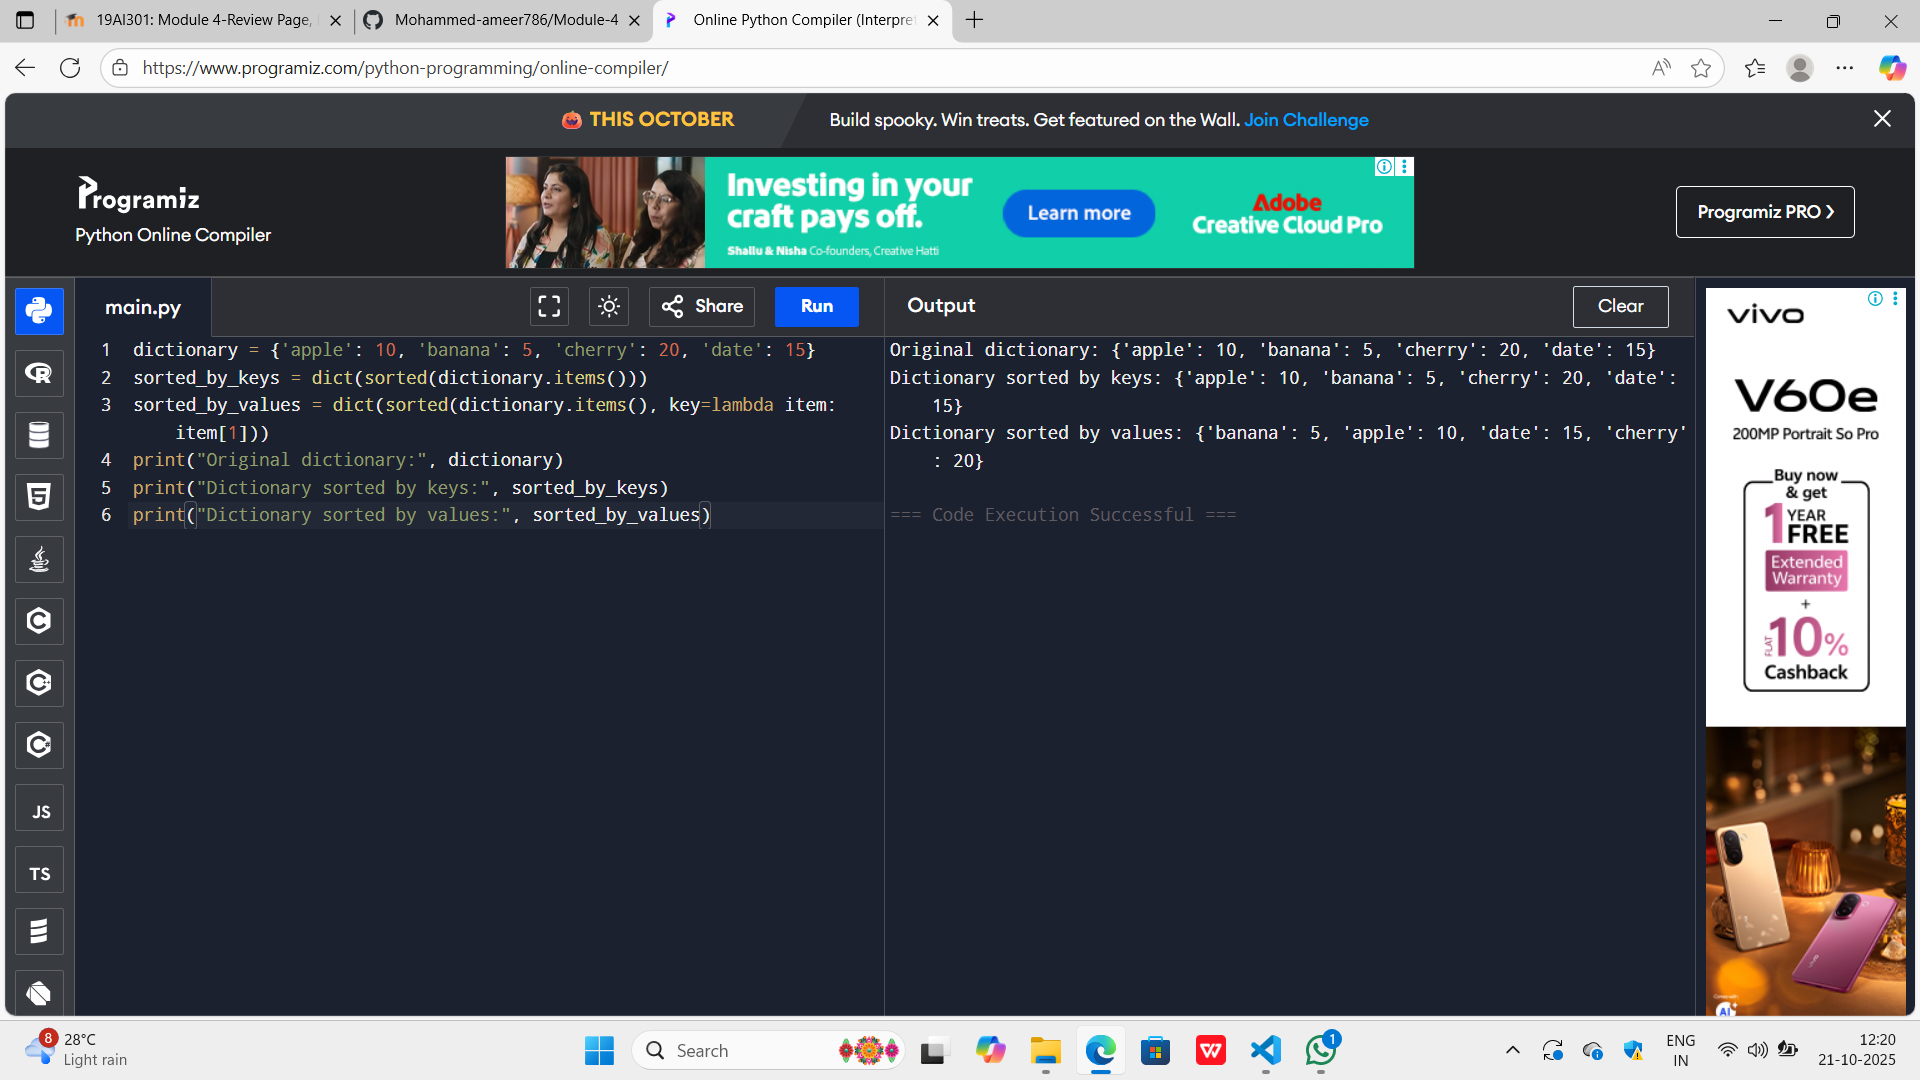 19AI301: Module 4-Review Page,
Mohammed-ameer786/Module-4
Online Python Compiler (Interpret
https://www.programiz.com/python-programming/online-compiler/
THIS OCTOBER
Build spooky. Win treats. Get featured on the Wall. Join Challenge
Programiz
Python Online Compiler
Investing in your
craft pays off.
Shallu & Nisha Co-founders, Creative Hatti
Learn more
Adobe
Creative Cloud Pro
Programiz PRO ❯
main.py
Share
Run
Output
Clear
1 dictionary = {'apple': 10, 'banana': 5, 'cherry': 20, 'date': 15}
2 sorted_by_keys = dict(sorted(dictionary.items()))
3 sorted_by_values = dict(sorted(dictionary.items(), key=lambda item:
item[1]))
4 print("Original dictionary:", dictionary)
5 print("Dictionary sorted by keys:", sorted_by_keys)
6 print("Dictionary sorted by values:", sorted_by_values)
Original dictionary: {'apple': 10, 'banana': 5, 'cherry': 20, 'date': 15}
Dictionary sorted by keys: {'apple': 10, 'banana': 5, 'cherry': 20, 'date':
15}
Dictionary sorted by values: {'banana': 5, 'apple': 10, 'date': 15, 'cherry'
: 20}
=== Code Execution Successful ===
JS
TS
vivo
V60e
200MP Portrait So Pro
Buy now
& get
1 YEAR
FREE
Extended
Warranty
+
FLAT 10%
Cashback
AI
8
28°C
Light rain
Search
1
ENG
IN
12:20
21-10-2025